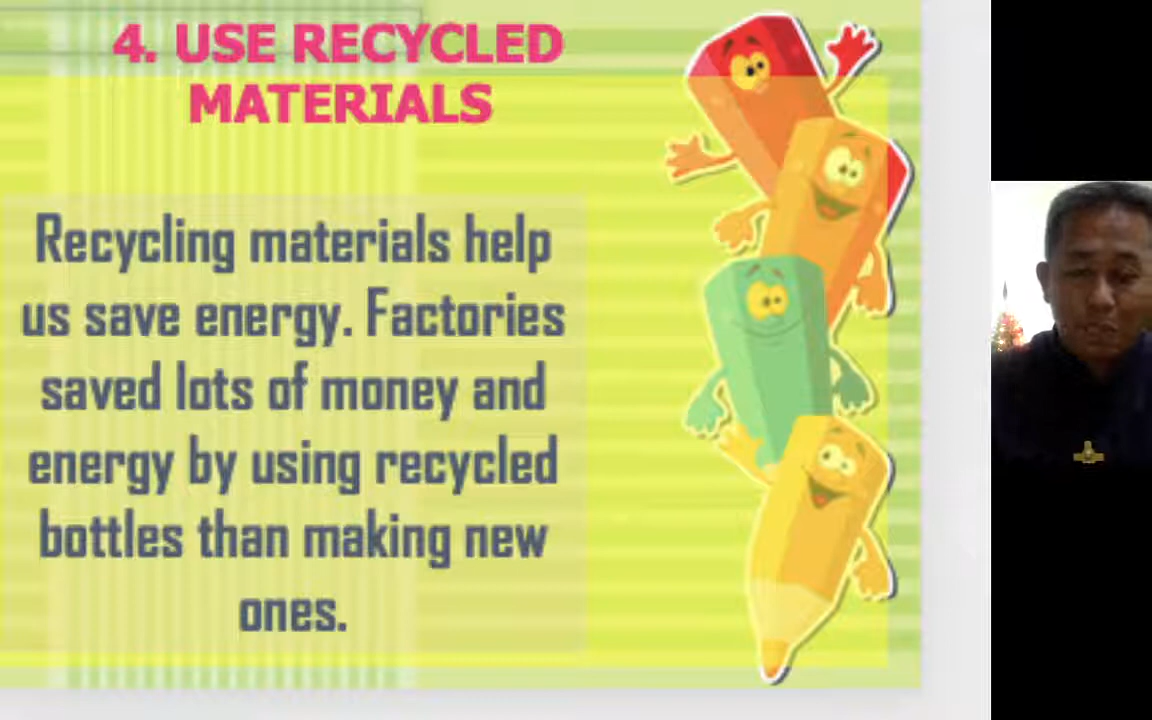 4. USE RECYCLED
MATERIALS
Recycling materials help
us save energy. Factories
saved lots of money and
energy by using recycled
bottles than making new
ones.